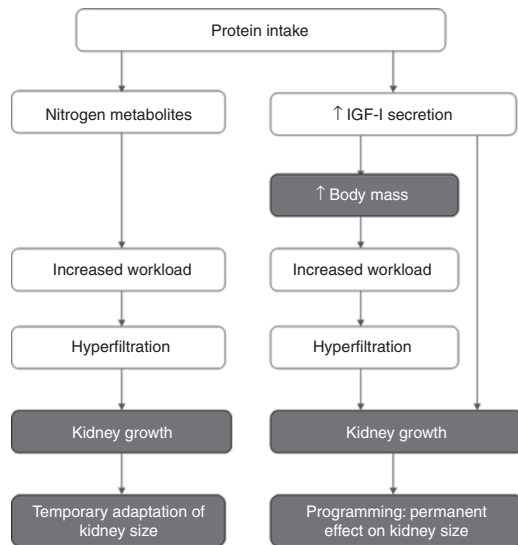 Protein intake
Nitrogen metabolites
↑ IGF-I secretion
↑ Body mass
Increased workload
Increased workload
Hyperfiltration
Hyperfiltration
Kidney growth
Kidney growth
Temporary adaptation of
kidney size
Programming: permanent
effect on kidney size